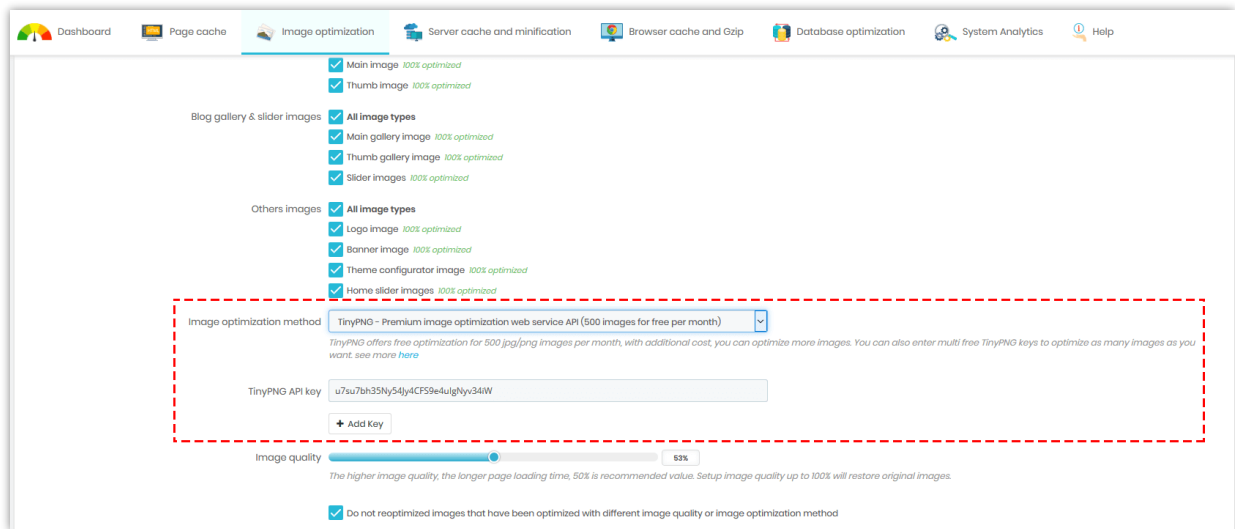 Dashboard Page cache Image optimization Server cache and minification Browser cache and Gzip Database optimization System Analytics Help
Main image 100% optimized
Thumb image 100% optimized
Blog gallery & slider images All image types
Main gallery image 100% optimized
Thumb gallery image 100% optimized
Slider images 100% optimized
Others images All image types
Logo image 100% optimized
Banner image 100% optimized
Theme configurator image 100% optimized
Home slider images 100% optimized
Image optimization method TinyPNG - Premium image optimization web service API (500 images for free per month)
TinyPNG offers free optimization for 500 jpg/png images per month, with additional cost, you can optimize more images. You can also enter multi free TinyPNG keys to optimize as many images as you
want. see more here
TinyPNG API key u7su7bh35Ny54Jy4CFS9e4uIgNyv34iW
+ Add Key
Image quality 53%
The higher image quality, the longer page loading time, 50% is recommended value. Setup image quality up to 100% will restore original images.
Do not reoptimized images that have been optimized with different image quality or image optimization method